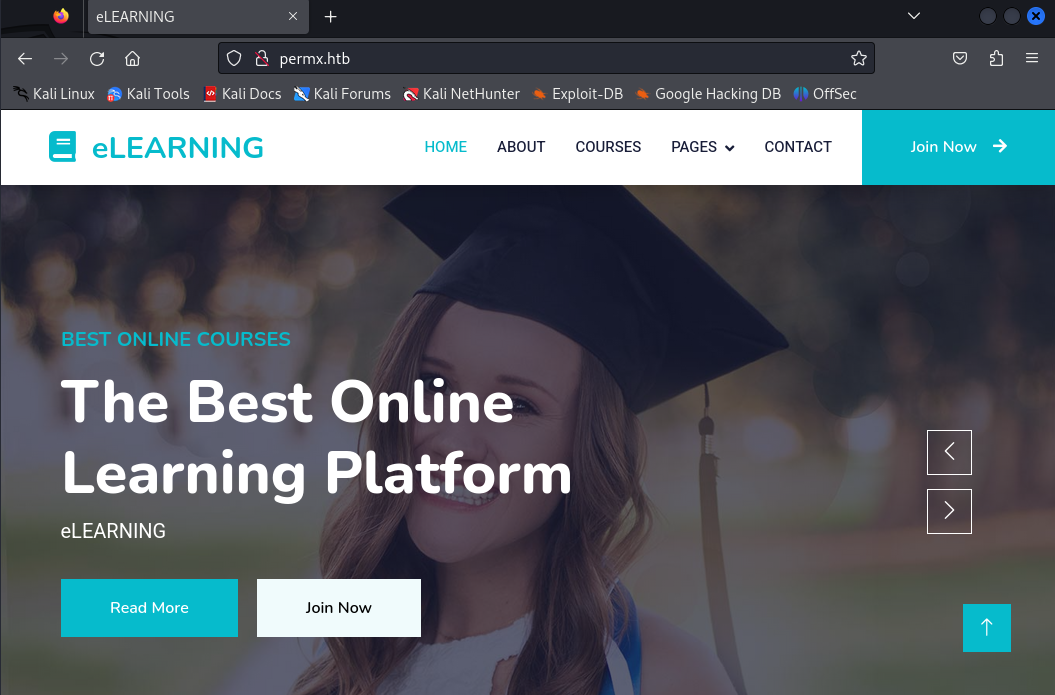 eLEARNING
permx.htb
Kali Linux Kali Tools Kali Docs Kali Forums Kali NetHunter Exploit-DB Google Hacking DB OffSec
eLEARNING HOME ABOUT COURSES PAGES CONTACT Join Now
BEST ONLINE COURSES
The Best Online
Learning Platform
eLEARNING
Read More Join Now